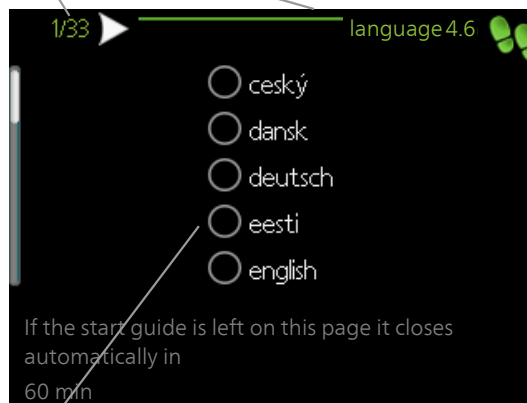 1/33 language 4.6
ceský
dansk
deutsch
eesti
english
If the start guide is left on this page it closes
automatically in
60 min